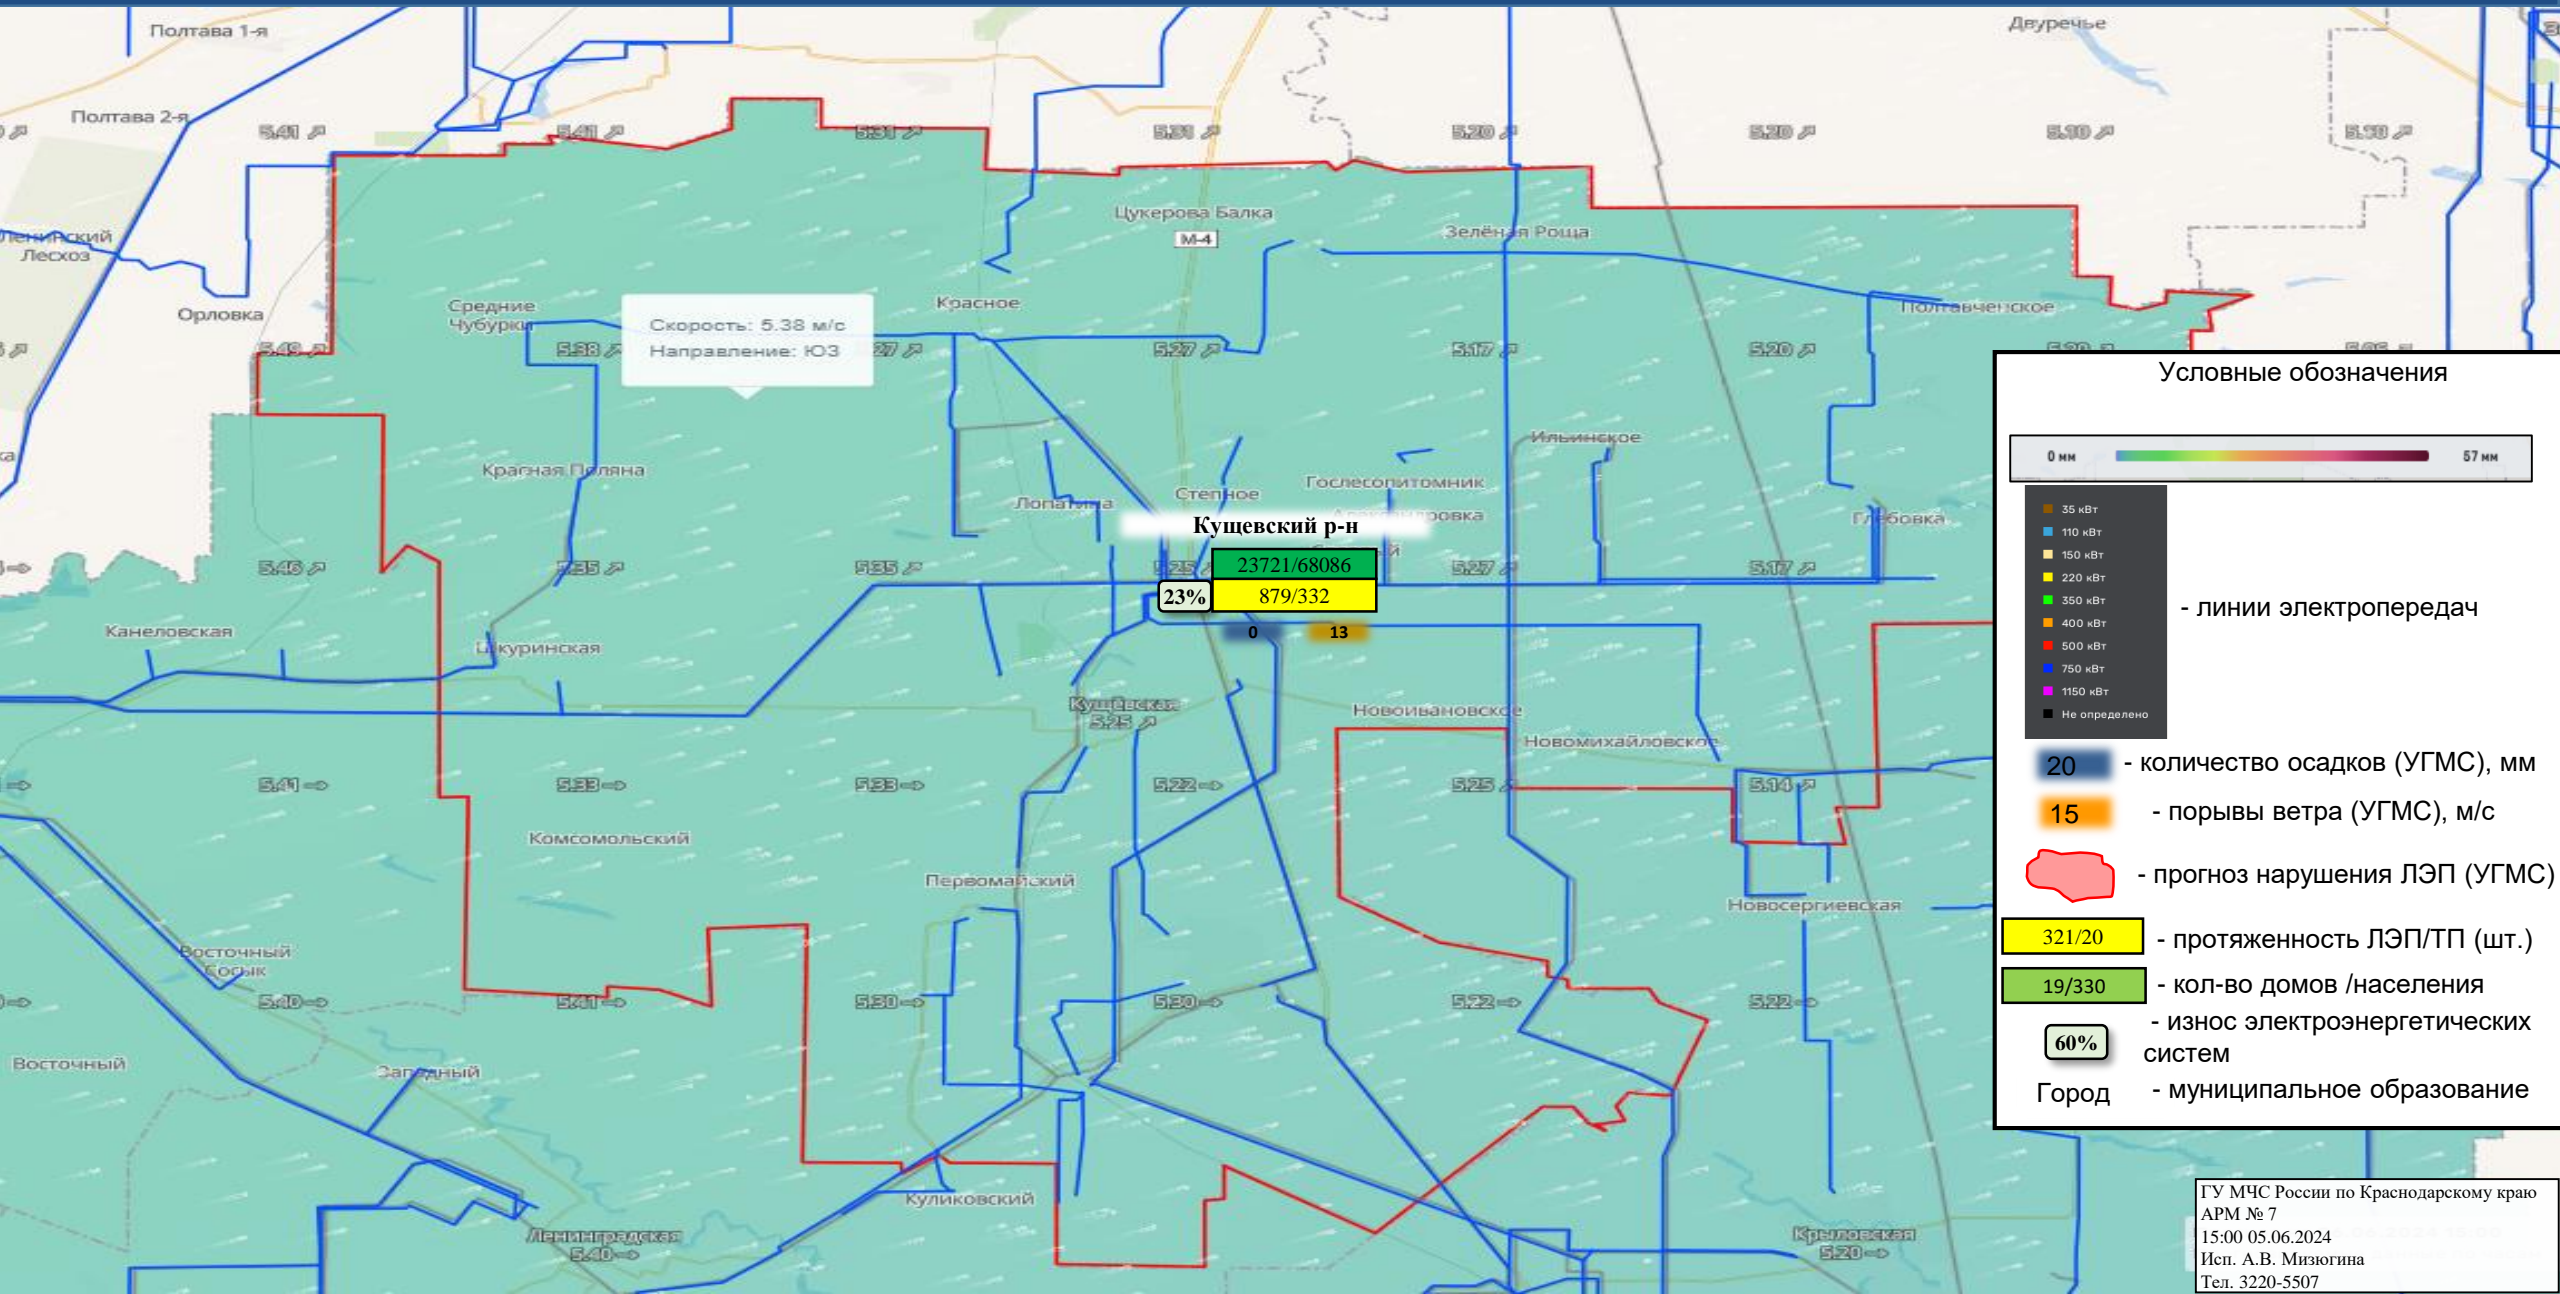 Полтава 1-я
Двуречье
Полтава 2-я
5.41
5.41
5.31
5.31
5.20
5.20
5.10
5.10
Ленинский
Лесхоз
Цукерова Балка
М-4
Зелёная Роща
Орловка
Средние
Чубурки
Скорость: 5.38 м/с
Направление: ЮЗ
Красное
Полтавченское
5.49
5.38
5.27
5.17
5.20
Красная Поляна
Лопатина
Степное
Гослесопитомник
Ильинское
Глебовка
Кущевский р-н
23721/68086
23%
879/332
0
13
5.46
5.35
5.35
5.25
5.27
5.17
Канеловская
Шкуринская
Кущёвская
5.25
Новоивановское
Новомихайловское
5.41
5.33
5.33
5.22
5.25
5.14
Комсомольский
Первомайский
Новосергиевская
Восточный
Сосык
5.40
5.41
5.30
5.30
5.22
5.22
Восточный
Западный
Куликовский
Ленинградская
5.40
Крыловская
5.20
Условные обозначения
0 мм
57 мм
35 кВт
110 кВт
150 кВт
220 кВт
350 кВт
400 кВт
500 кВт
750 кВт
1150 кВт
Не определено
- линии электропередач
20 - количество осадков (УГМС), мм
15 - порывы ветра (УГМС), м/с
- прогноз нарушения ЛЭП (УГМС)
321/20 - протяженность ЛЭП/ТП (шт.)
19/330 - кол-во домов /населения
60% - износ электроэнергетических
систем
Город - муниципальное образование
ГУ МЧС России по Краснодарскому краю
АРМ № 7
15:00 05.06.2024
Исп. А.В. Мизюгина
Тел. 3220-5507